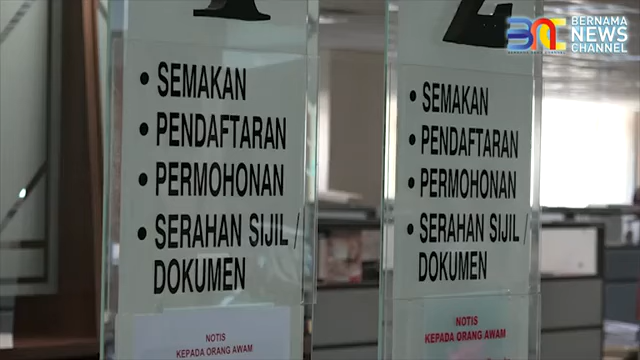 BERNAMA
NEWS
CHANNEL
• SEMAKAN
• PENDAFTARAN
• PERMOHONAN
• SERAHAN SIJIL /
DOKUMEN
NOTIS
KEPADA ORANG AWAM
2
• SEMAKAN
• PENDAFTARAN
• PERMOHONAN
• SERAHAN SIJIL /
DOKUMEN
NOTIS
KEPADA ORANG AWAM